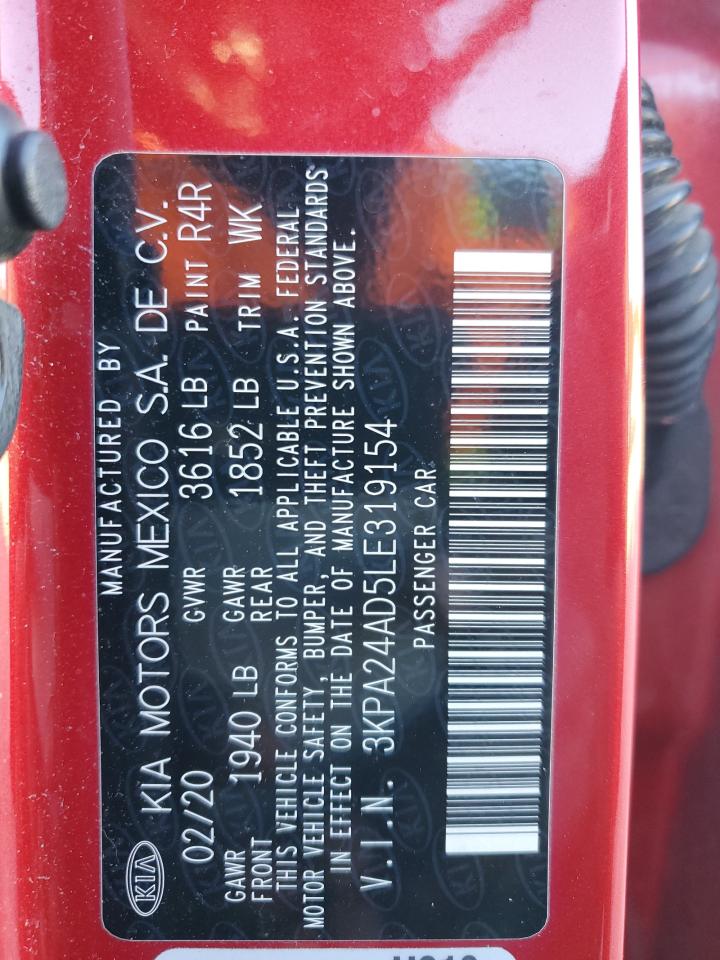 MANUFACTURED BY
KIA KIA MOTORS MEXICO S.A. DE C.V.
02/20 GVWR 3616 LB PAINT R4R
GAWR FRONT 1940 LB GAWR REAR 1852 LB TRIM WK
THIS VEHICLE CONFORMS TO ALL APPLICABLE U.S.A. FEDERAL
MOTOR VEHICLE SAFETY, BUMPER, AND THEFT PREVENTION STANDARDS
IN EFFECT ON THE DATE OF MANUFACTURE SHOWN ABOVE.
V.I.N. 3KPA24AD5LE319154
PASSENGER CAR